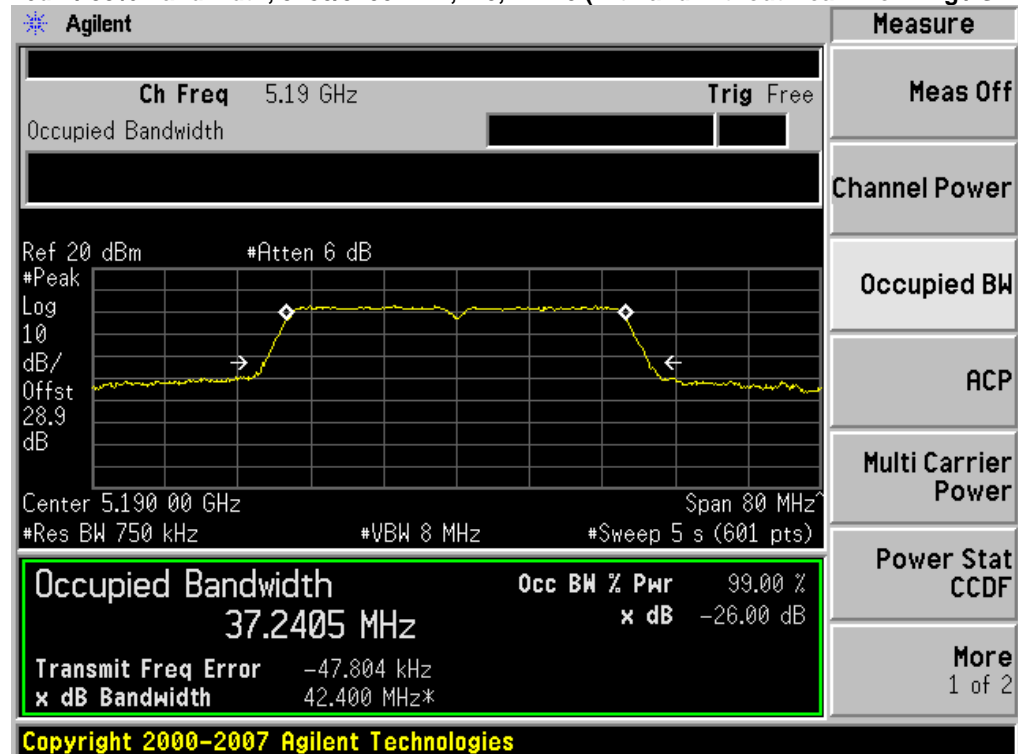 Agilent
Measure
Ch Freq 5.19 GHz Trig Free
Occupied Bandwidth
Meas Off
Channel Power
Occupied BW
ACP
Multi Carrier
Power
Power Stat
CCDF
More
1 of 2
Ref 20 dBm #Atten 6 dB
#Peak
Log
10
dB/
Offst
28.9
dB
Center 5.190 00 GHz Span 80 MHz^
#Res BW 750 kHz #VBW 8 MHz #Sweep 5 s (601 pts)
Occupied Bandwidth
37.2405 MHz
Occ BW % Pwr 99.00 %
x dB -26.00 dB
Transmit Freq Error -47.804 kHz
x dB Bandwidth 42.400 MHz*
Copyright 2000-2007 Agilent Technologies